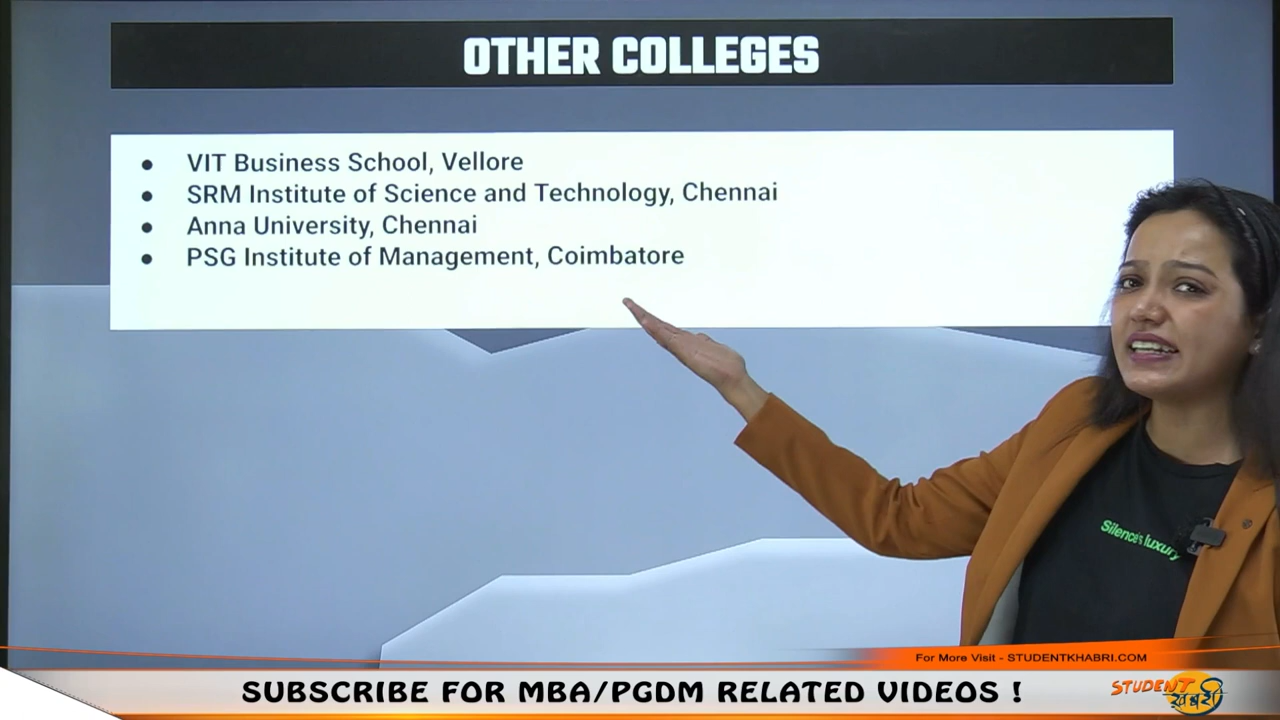 OTHER COLLEGES
● VIT Business School, Vellore
● SRM Institute of Science and Technology, Chennai
● Anna University, Chennai
● PSG Institute of Management, Coimbatore
Silence's luxury
For More Visit - STUDENTKHABRI.COM
SUBSCRIBE FOR MBA/PGDM RELATED VIDEOS !
STUDENT
खबरी